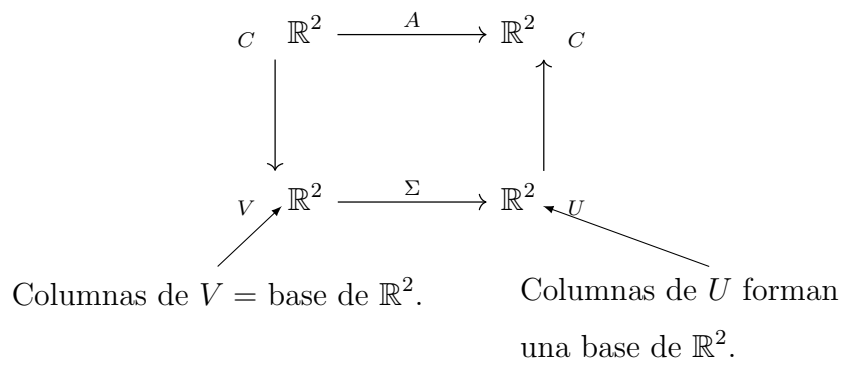 C ℝ² A ℝ² C
V ℝ² Σ ℝ² U
Columnas de V = base de ℝ².
Columnas de U forman
una base de ℝ².